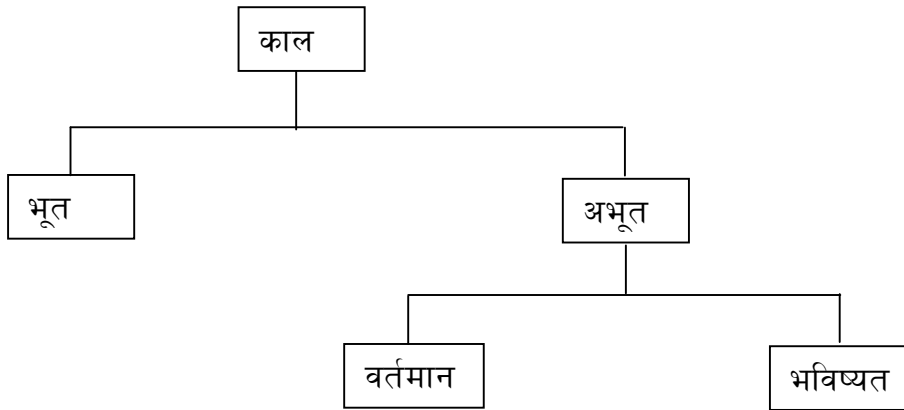 काल
भूत
अभूत
वर्तमान
भविष्यत